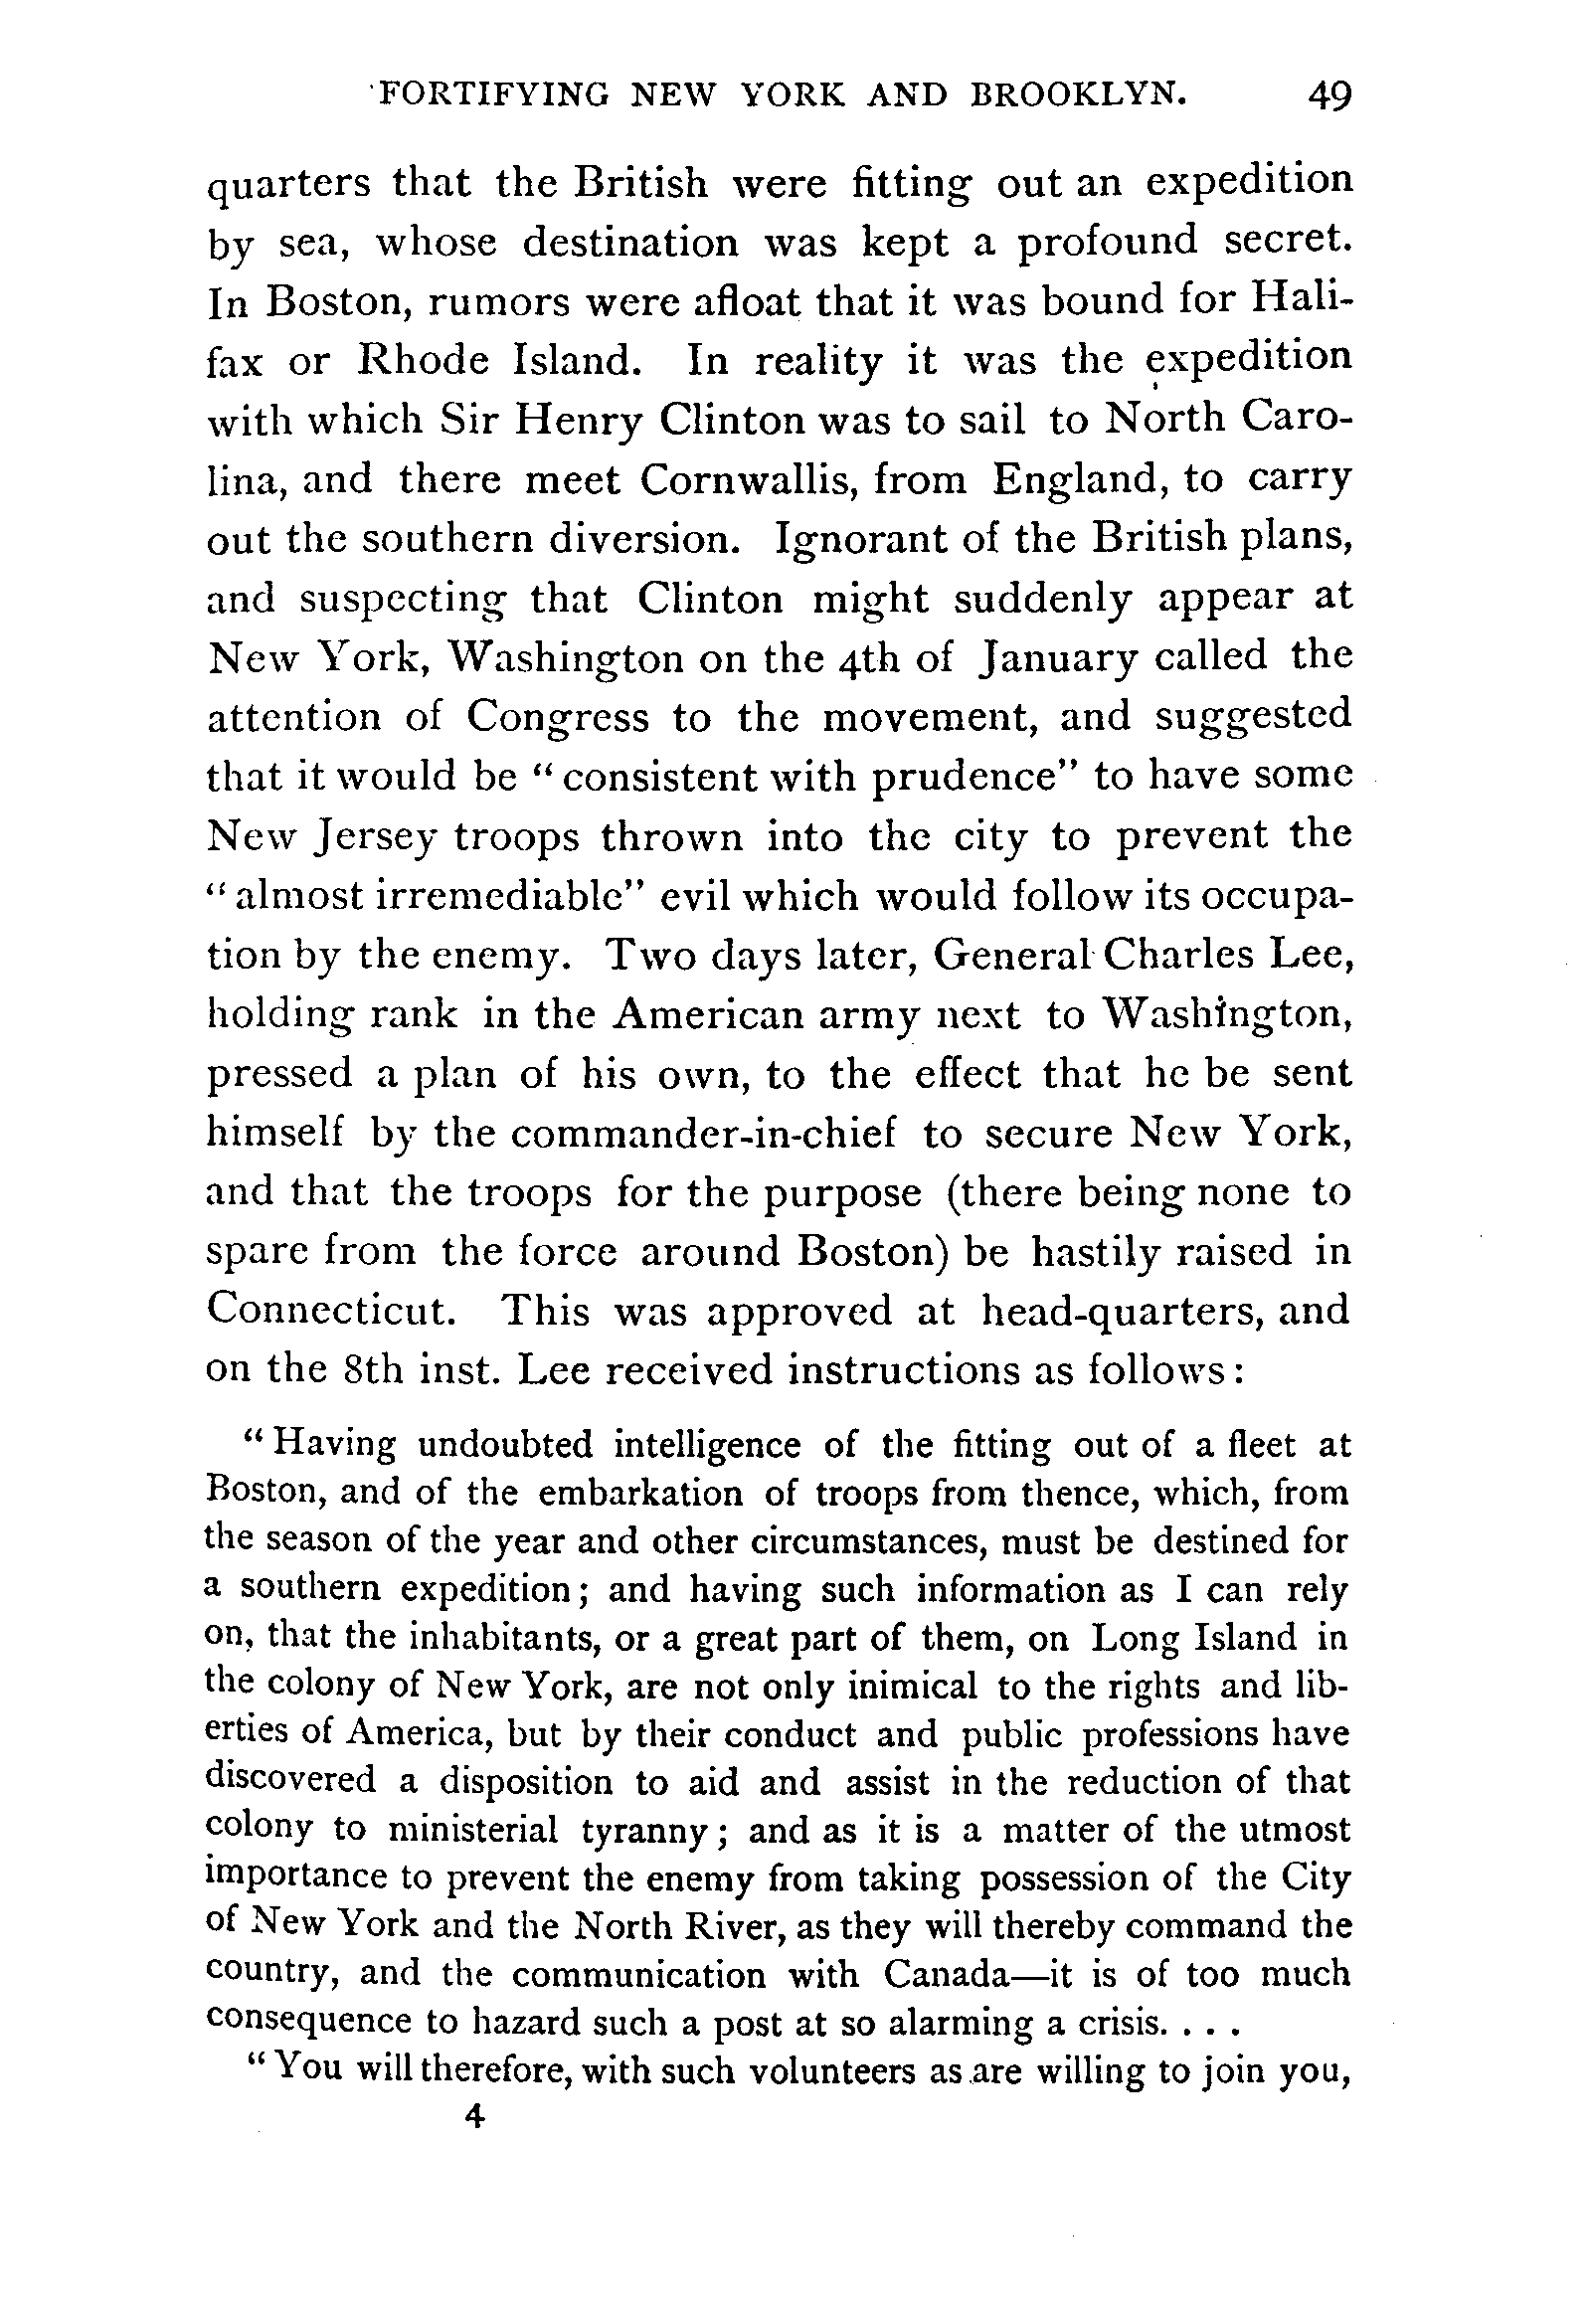 FORTIFYING NEW YORK AND BROOKLYN. 49
quarters that the British were fitting out an expedition
by sea, whose destination was kept a profound secret.
In Boston, rumors were afloat that it was bound for Hali-
fax or Rhode Island. In reality it was the expedition
with which Sir Henry Clinton was to sail to North Caro-
lina, and there meet Cornwallis, from England, to carry
out the southern diversion. Ignorant of the British plans,
and suspecting that Clinton might suddenly appear at
New York, Washington on the 4th of January called the
attention of Congress to the movement, and suggested
that it would be "consistent with prudence" to have some
New Jersey troops thrown into the city to prevent the
"almost irremediable" evil which would follow its occupa-
tion by the enemy. Two days later, General Charles Lee,
holding rank in the American army next to Washington,
pressed a plan of his own, to the effect that he be sent
himself by the commander-in-chief to secure New York,
and that the troops for the purpose (there being none to
spare from the force around Boston) be hastily raised in
Connecticut. This was approved at head-quarters, and
on the 8th inst. Lee received instructions as follows:
"Having undoubted intelligence of the fitting out of a fleet at
Boston, and of the embarkation of troops from thence, which, from
the season of the year and other circumstances, must be destined for
a southern expedition; and having such information as I can rely
on, that the inhabitants, or a great part of them, on Long Island in
the colony of New York, are not only inimical to the rights and lib-
erties of America, but by their conduct and public professions have
discovered a disposition to aid and assist in the reduction of that
colony to ministerial tyranny; and as it is a matter of the utmost
importance to prevent the enemy from taking possession of the City
of New York and the North River, as they will thereby command the
country, and the communication with Canada—it is of too much
consequence to hazard such a post at so alarming a crisis. . . .
"You will therefore, with such volunteers as are willing to join you,
4